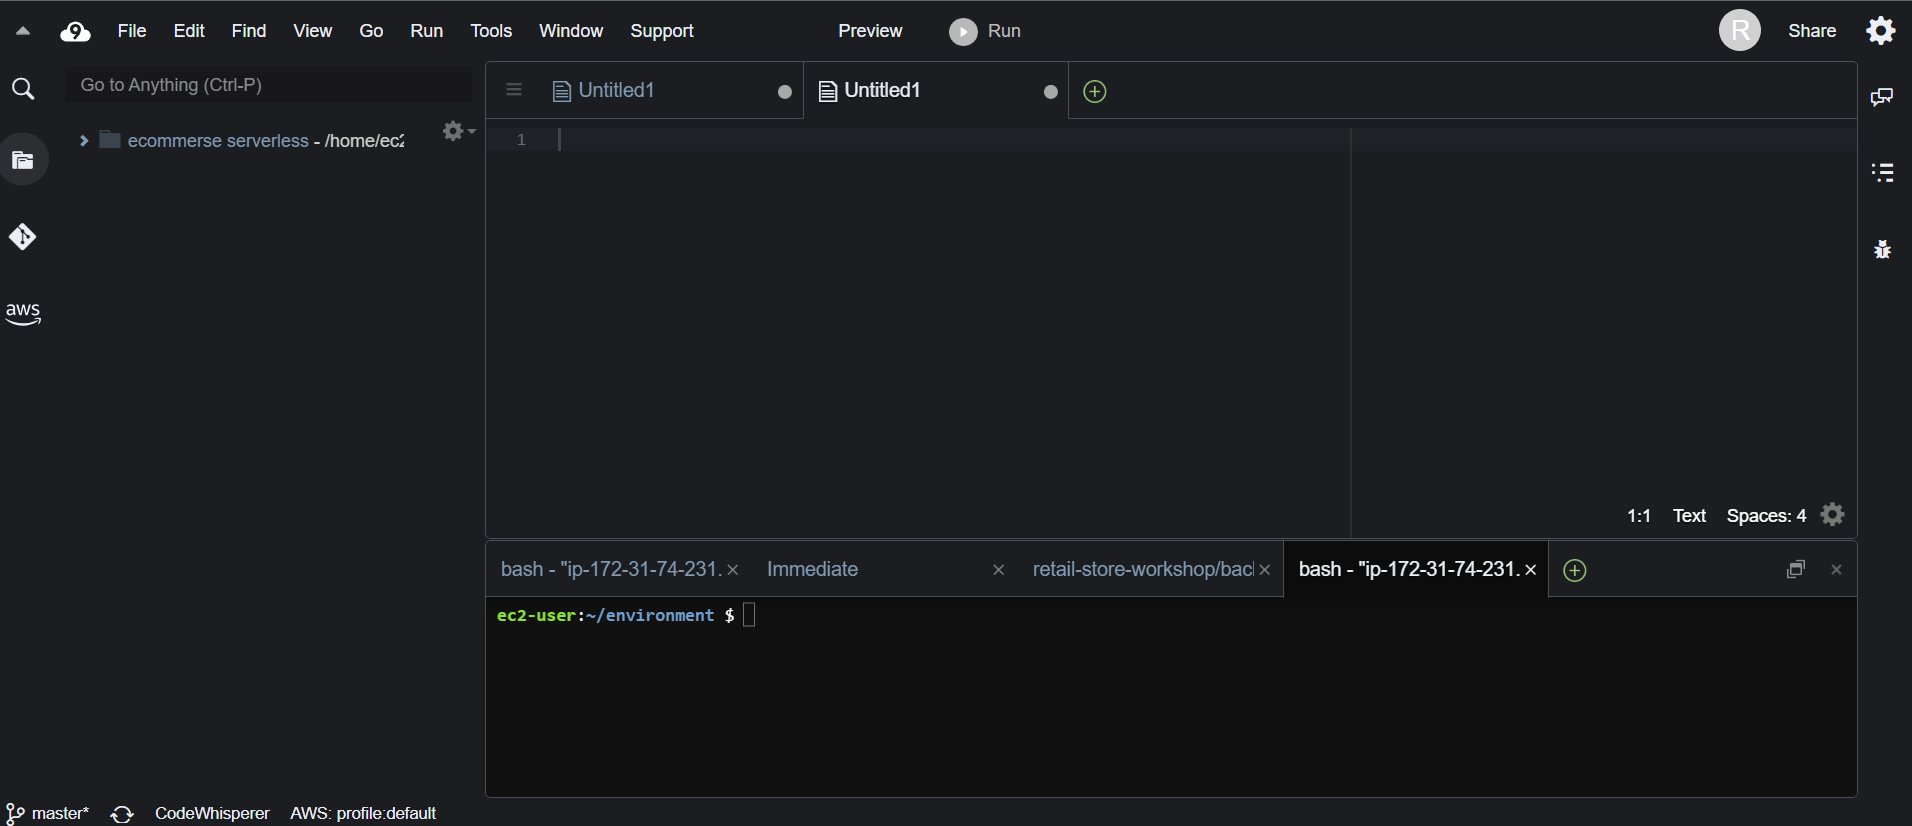 File Edit Find View Go Run Tools Window Support Preview Run R Share
Go to Anything (Ctrl-P)
Untitled1 Untitled1
ecommerse serverless - /home/ec2
1
aws
1:1 Text Spaces: 4
bash - "ip-172-31-74-231. Immediate retail-store-workshop/bac bash - "ip-172-31-74-231.
ec2-user:~/environment $
master* CodeWhisperer AWS: profile:default